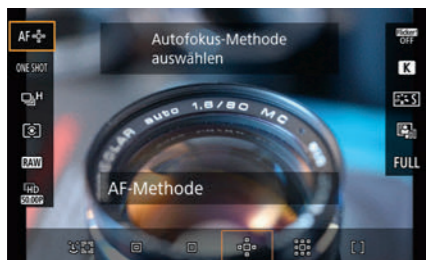 AF
Autofokus-Methode
auswählen
Flicker!
OFF
ONE SHOT
K
H
S
auto 1,8/80 MC
RAW
FULL
HD
50.00P
AF-Methode